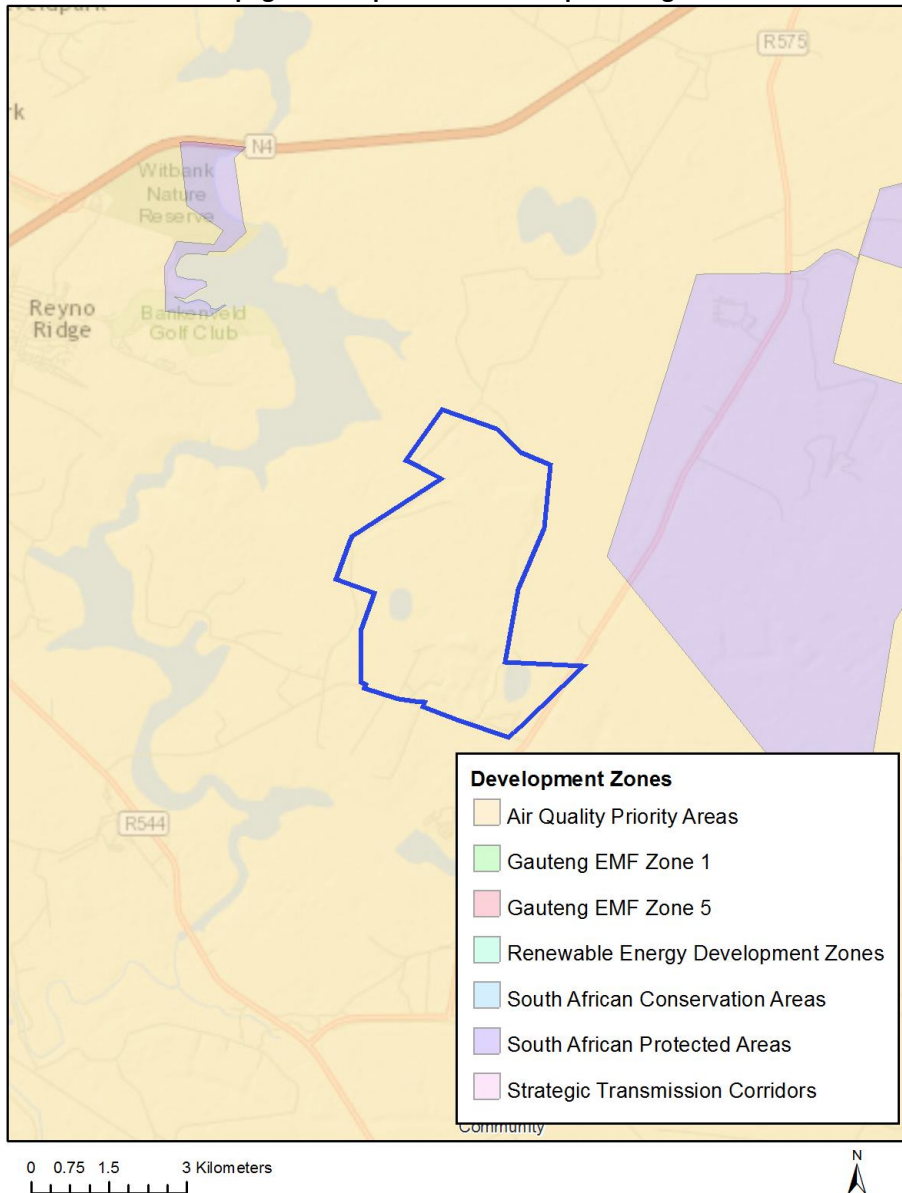 R575
rk
N4
Witbank
Nature
Reserve
Reyno
Ridge
Bankenveld
Golf Club
R544
Development Zones
Air Quality Priority Areas
Gauteng EMF Zone 1
Gauteng EMF Zone 5
Renewable Energy Development Zones
South African Conservation Areas
South African Protected Areas
Strategic Transmission Corridors
Community
0 0.75 1.5 3 Kilometers
N